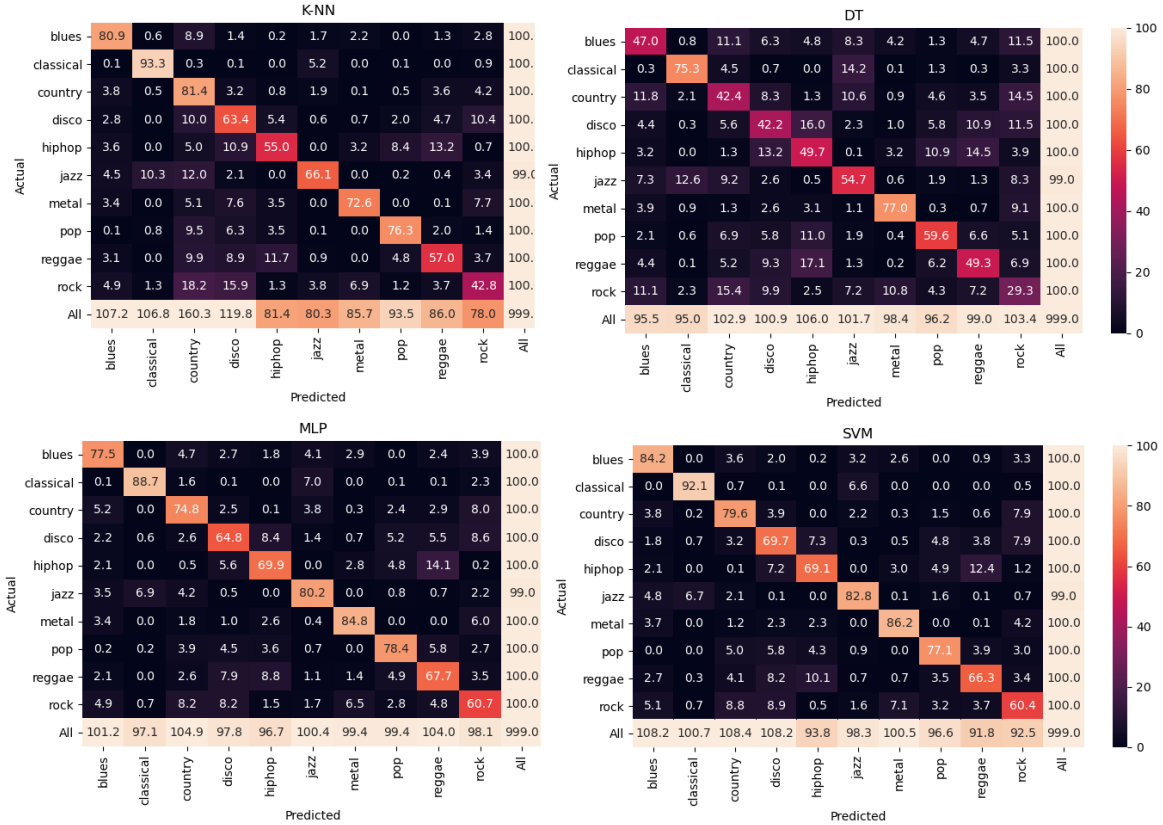 K-NN
blues 80.9 0.6 8.9 1.4 0.2 1.7 2.2 0.0 1.3 2.8 100.
classical 0.1 93.3 0.3 0.1 0.0 5.2 0.0 0.1 0.0 0.9 100.
country 3.8 0.5 81.4 3.2 0.8 1.9 0.1 0.5 3.6 4.2 100.
disco 2.8 0.0 10.0 63.4 5.4 0.6 0.7 2.0 4.7 10.4 100.
hiphop 3.6 0.0 5.0 10.9 55.0 0.0 3.2 8.4 13.2 0.7 100.
jazz 4.5 10.3 12.0 2.1 0.0 66.1 0.0 0.2 0.4 3.4 99.0
metal 3.4 0.0 5.1 7.6 3.5 0.0 72.6 0.0 0.1 7.7 100.
pop 0.1 0.8 9.5 6.3 3.5 0.1 0.0 76.3 2.0 1.4 100.
reggae 3.1 0.0 9.9 8.9 11.7 0.9 0.0 4.8 57.0 3.7 100.
rock 4.9 1.3 18.2 15.9 1.3 3.8 6.9 1.2 3.7 42.8 100.
All 107.2 106.8 160.3 119.8 81.4 80.3 85.7 93.5 86.0 78.0 999.
blues classical country disco hiphop jazz metal pop reggae rock All
Predicted
Actual
DT
blues 47.0 0.8 11.1 6.3 4.8 8.3 4.2 1.3 4.7 11.5 100.0
classical 0.3 75.3 4.5 0.7 0.0 14.2 0.1 1.3 0.3 3.3 100.0
country 11.8 2.1 42.4 8.3 1.3 10.6 0.9 4.6 3.5 14.5 100.0
disco 4.4 0.3 5.6 42.2 16.0 2.3 1.0 5.8 10.9 11.5 100.0
hiphop 3.2 0.0 1.3 13.2 49.7 0.1 3.2 10.9 14.5 3.9 100.0
jazz 7.3 12.6 9.2 2.6 0.5 54.7 0.6 1.9 1.3 8.3 99.0
metal 3.9 0.9 1.3 2.6 3.1 1.1 77.0 0.3 0.7 9.1 100.0
pop 2.1 0.6 6.9 5.8 11.0 1.9 0.4 59.6 6.6 5.1 100.0
reggae 4.4 0.1 5.2 9.3 17.1 1.3 0.2 6.2 49.3 6.9 100.0
rock 11.1 2.3 15.4 9.9 2.5 7.2 10.8 4.3 7.2 29.3 100.0
All 95.5 95.0 102.9 100.9 106.0 101.7 98.4 96.2 99.0 103.4 999.0
blues classical country disco hiphop jazz metal pop reggae rock All
Predicted
Actual
100
80
60
40
20
0
MLP
blues 77.5 0.0 4.7 2.7 1.8 4.1 2.9 0.0 2.4 3.9 100.0
classical 0.1 88.7 1.6 0.1 0.0 7.0 0.0 0.1 0.1 2.3 100.0
country 5.2 0.0 74.8 2.5 0.1 3.8 0.3 2.4 2.9 8.0 100.0
disco 2.2 0.6 2.6 64.8 8.4 1.4 0.7 5.2 5.5 8.6 100.0
hiphop 2.1 0.0 0.5 5.6 69.9 0.0 2.8 4.8 14.1 0.2 100.0
jazz 3.5 6.9 4.2 0.5 0.0 80.2 0.0 0.8 0.7 2.2 99.0
metal 3.4 0.0 1.8 1.0 2.6 0.4 84.8 0.0 0.0 6.0 100.0
pop 0.2 0.2 3.9 4.5 3.6 0.7 0.0 78.4 5.8 2.7 100.0
reggae 2.1 0.0 2.6 7.9 8.8 1.1 1.4 4.9 67.7 3.5 100.0
rock 4.9 0.7 8.2 8.2 1.5 1.7 6.5 2.8 4.8 60.7 100.0
All 101.2 97.1 104.9 97.8 96.7 100.4 99.4 99.4 104.0 98.1 999.0
blues classical country disco hiphop jazz metal pop reggae rock All
Predicted
Actual
SVM
blues 84.2 0.0 3.6 2.0 0.2 3.2 2.6 0.0 0.9 3.3 100.0
classical 0.0 92.1 0.7 0.1 0.0 6.6 0.0 0.0 0.0 0.5 100.0
country 3.8 0.2 79.6 3.9 0.0 2.2 0.3 1.5 0.6 7.9 100.0
disco 1.8 0.7 3.2 69.7 7.3 0.3 0.5 4.8 3.8 7.9 100.0
hiphop 2.1 0.0 0.1 7.2 69.1 0.0 3.0 4.9 12.4 1.2 100.0
jazz 4.8 6.7 2.1 0.1 0.0 82.8 0.1 1.6 0.1 0.7 99.0
metal 3.7 0.0 1.2 2.3 2.3 0.0 86.2 0.0 0.1 4.2 100.0
pop 0.0 0.0 5.0 5.8 4.3 0.9 0.0 77.1 3.9 3.0 100.0
reggae 2.7 0.3 4.1 8.2 10.1 0.7 0.7 3.5 66.3 3.4 100.0
rock 5.1 0.7 8.8 8.9 0.5 1.6 7.1 3.2 3.7 60.4 100.0
All 108.2 100.7 108.4 108.2 93.8 98.3 100.5 96.6 91.8 92.5 999.0
blues classical country disco hiphop jazz metal pop reggae rock All
Predicted
Actual
100
80
60
40
20
0